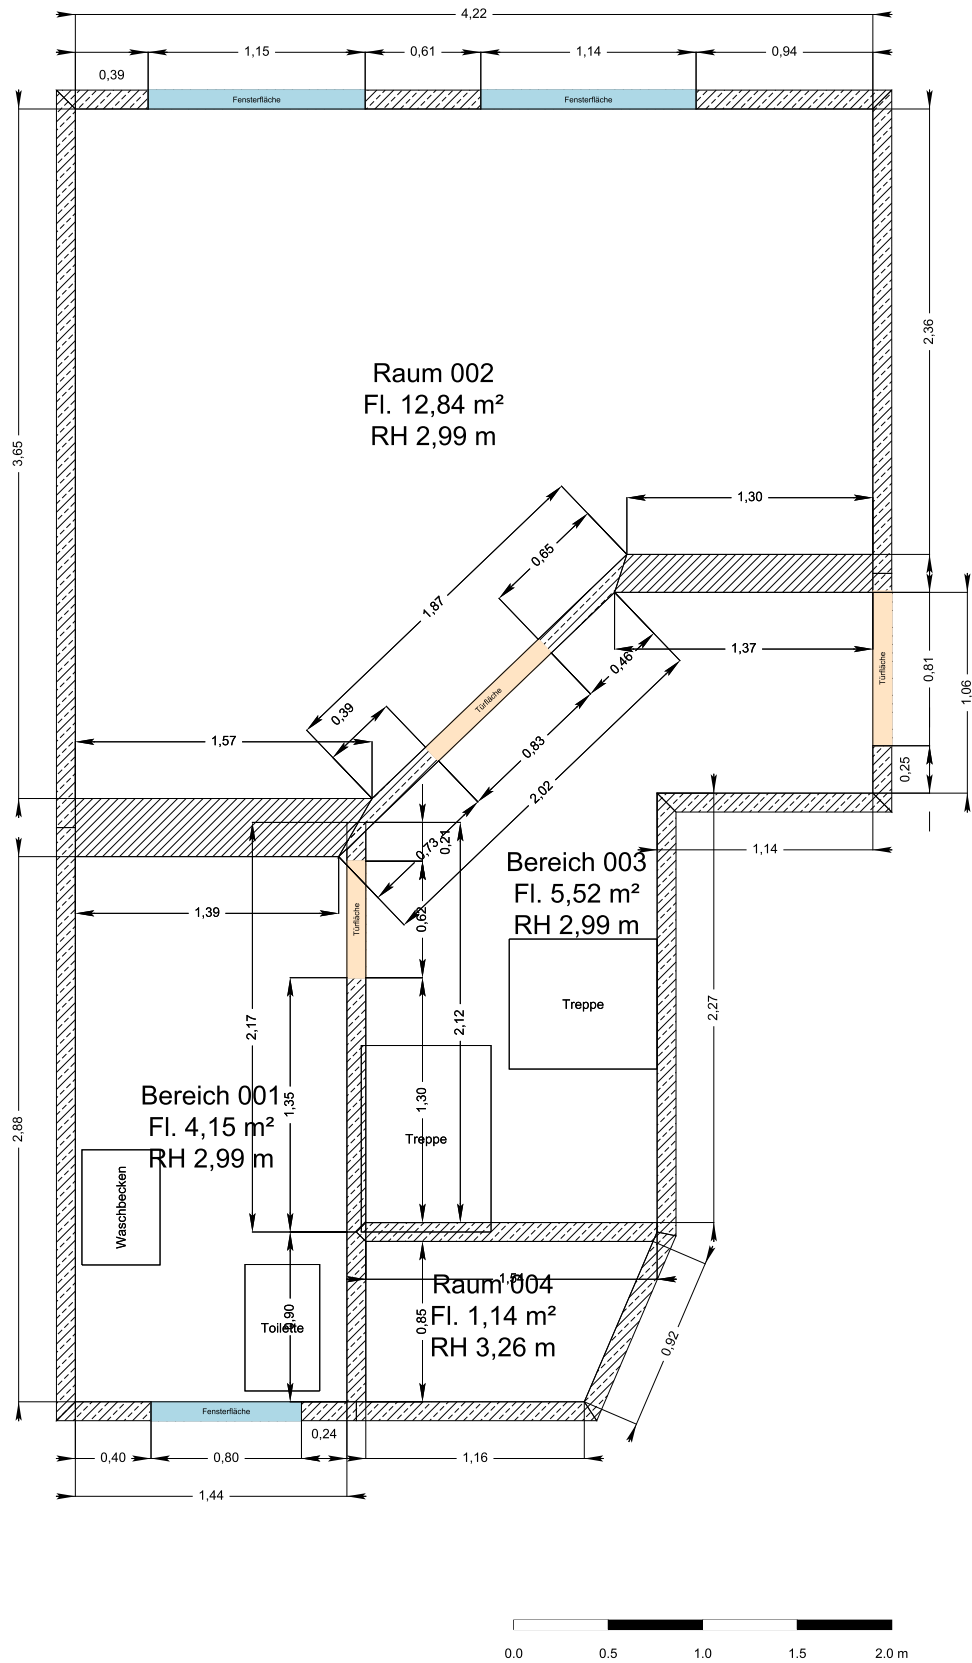 4,22
1,15
0,61
1,14
0,94
0,39
Fensterfläche
Fensterfläche
2,36
Raum 002
Fl. 12,84 m²
RH 2,99 m
3,65
1,30
0,65
1,87
0,46
1,37
0,81
Türfläche
1,06
Türfläche
0,39
1,57
0,83
0,25
2,02
0,21
0,73
1,14
Bereich 003
Fl. 5,52 m²
RH 2,99 m
1,39
Türfläche
0,62
Treppe
2,27
2,17
2,12
Bereich 001
Fl. 4,15 m²
RH 2,99 m
1,35
1,30
2,88
Treppe
Waschbecken
1,54
Raum 004
Fl. 1,14 m²
RH 3,26 m
0,90
0,85
Toilette
0,92
Fensterfläche
0,24
0,40
0,80
1,16
1,44
0.0
0.5
1.0
1.5
2.0 m